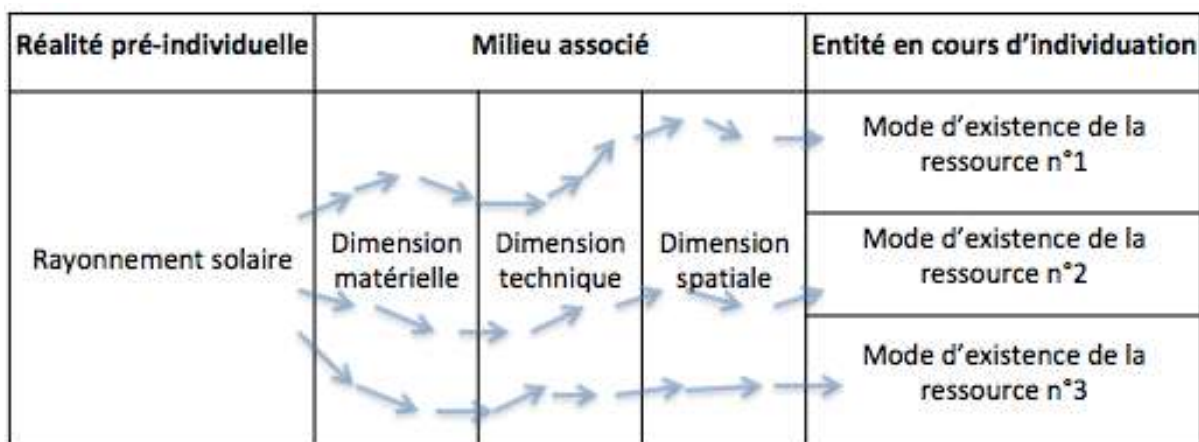 Réalité pré-individuelle
Milieu associé
Entité en cours d'individuation
Rayonnement solaire
Dimension
matérielle
Dimension
technique
Dimension
spatiale
Mode d'existence de la
ressource n°1
Mode d'existence de la
ressource n°2
Mode d'existence de la
ressource n°3